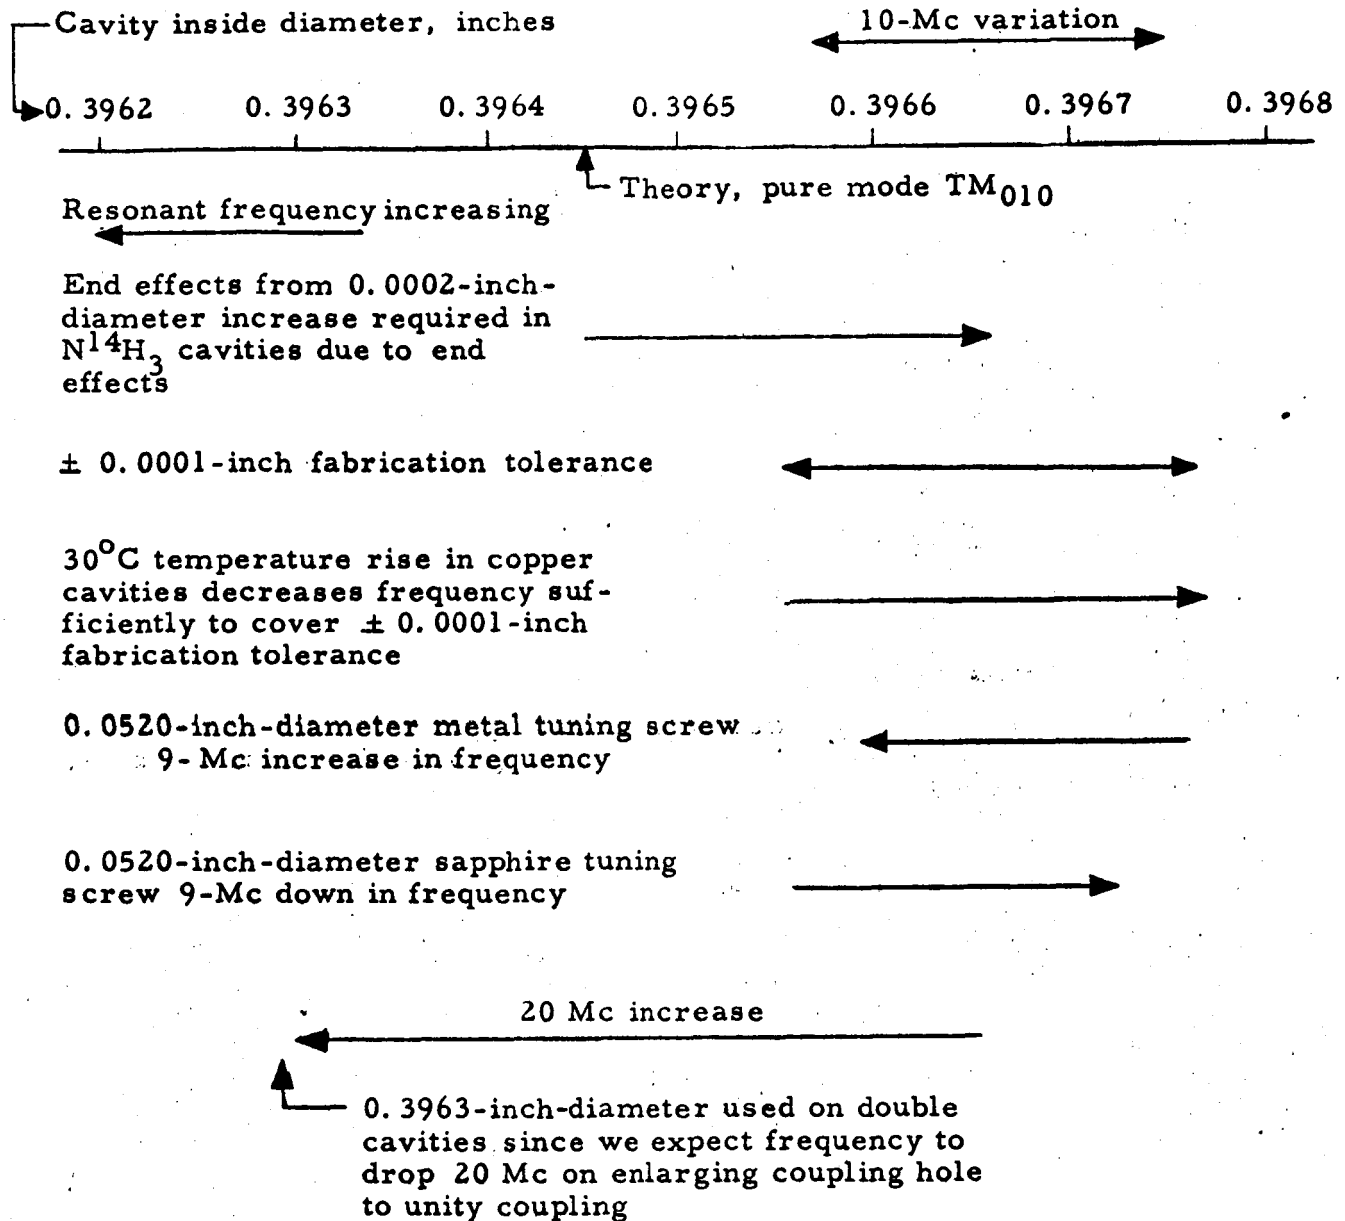 Cavity inside diameter, inches
10-Mc variation
0.3962 0.3963 0.3964 0.3965 0.3966 0.3967 0.3968
Theory, pure mode TM010
Resonant frequency increasing
End effects from 0.0002-inch-
diameter increase required in
N14H3 cavities due to end
effects
± 0.0001-inch fabrication tolerance
30°C temperature rise in copper
cavities decreases frequency suf-
ficiently to cover ± 0.0001-inch
fabrication tolerance
0.0520-inch-diameter metal tuning screw
9-Mc increase in frequency
0.0520-inch-diameter sapphire tuning
screw 9-Mc down in frequency
20 Mc increase
0.3963-inch-diameter used on double
cavities since we expect frequency to
drop 20 Mc on enlarging coupling hole
to unity coupling